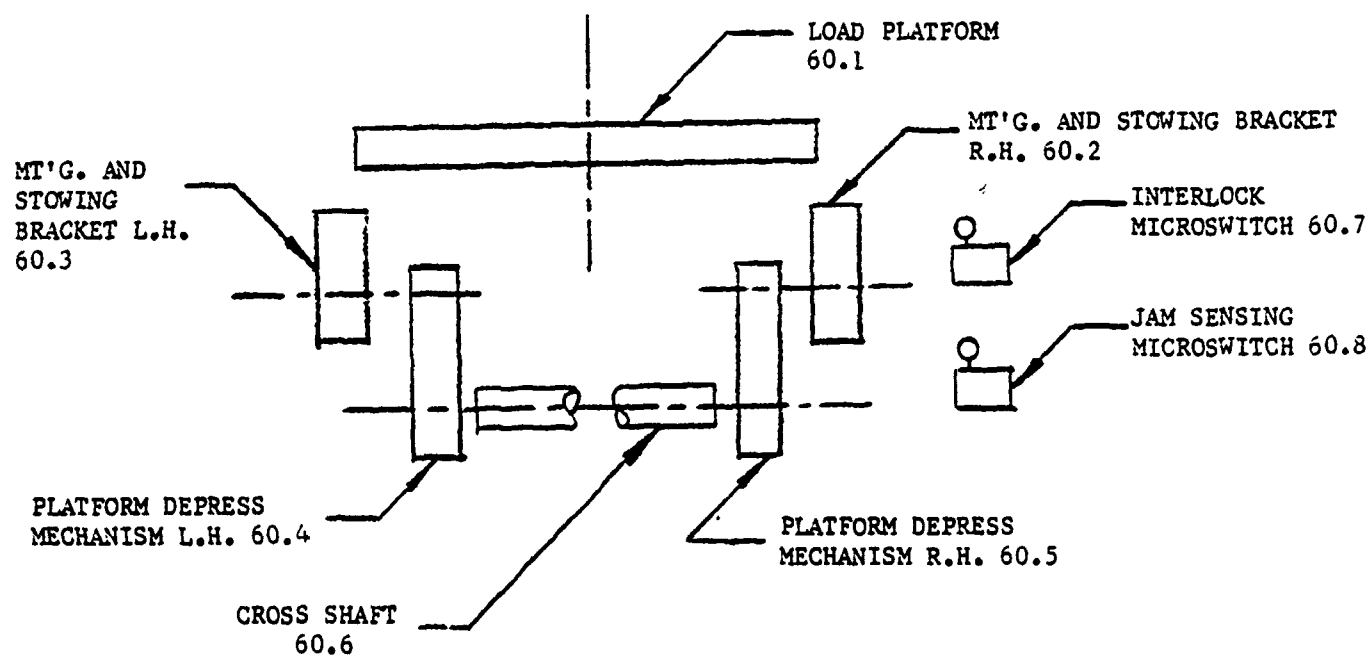 LOAD PLATFORM
60.1
MT'G. AND STOWING BRACKET
R.H. 60.2
MT'G. AND
STOWING
BRACKET L.H.
60.3
INTERLOCK
MICROSWITCH 60.7
JAM SENSING
MICROSWITCH 60.8
PLATFORM DEPRESS
MECHANISM L.H. 60.4
PLATFORM DEPRESS
MECHANISM R.H. 60.5
CROSS SHAFT
60.6